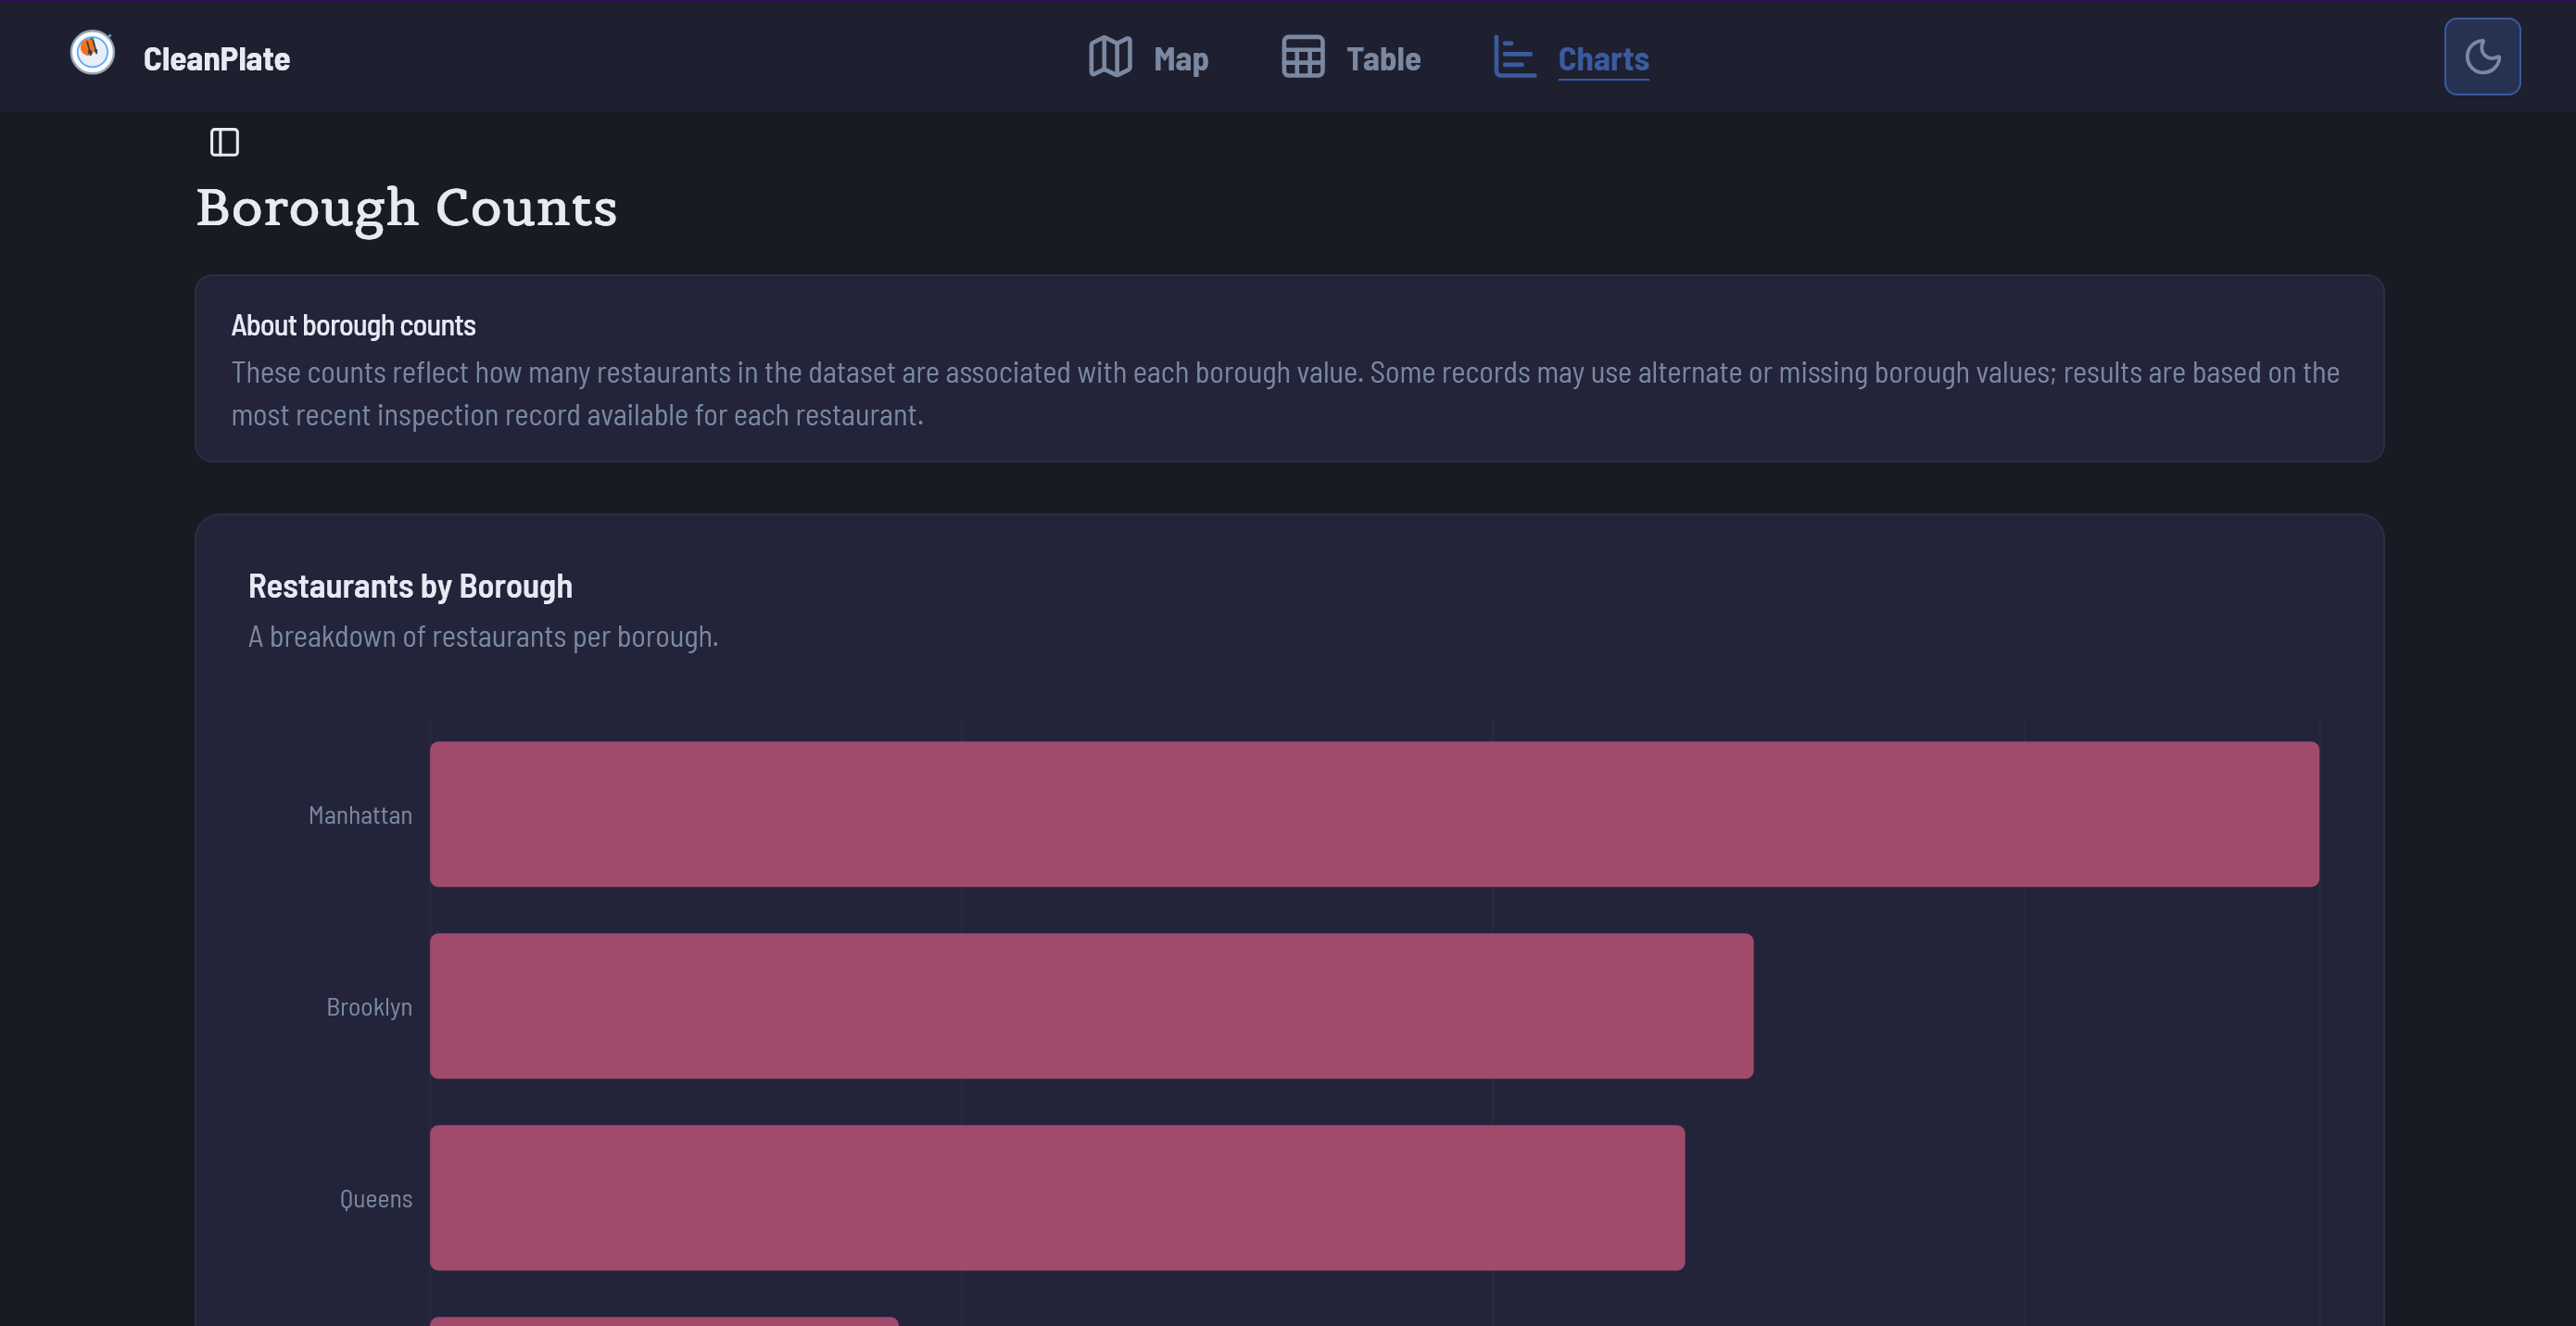 CleanPlate
Map
Table
Charts
Borough Counts
About borough counts
These counts reflect how many restaurants in the dataset are associated with each borough value. Some records may use alternate or missing borough values; results are based on the
most recent inspection record available for each restaurant.
Restaurants by Borough
A breakdown of restaurants per borough.
Manhattan
Brooklyn
Queens